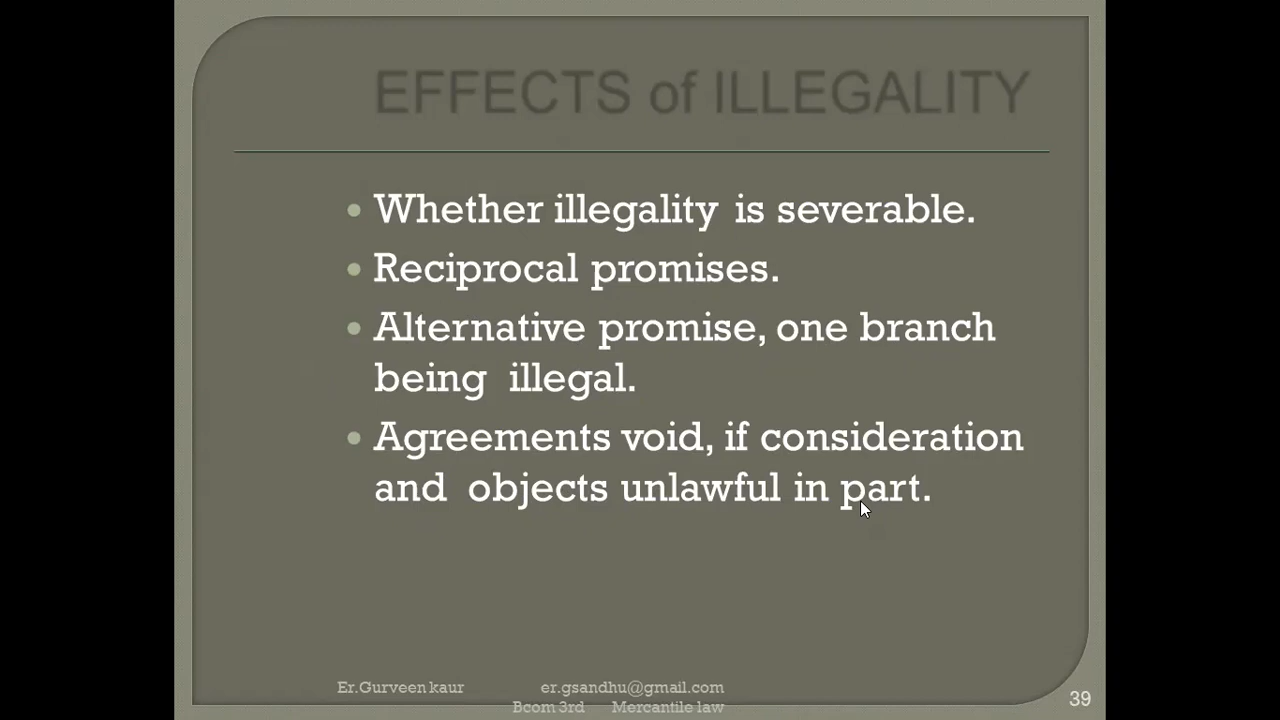 EFFECTS of ILLEGALITY
Whether illegality is severable.
Reciprocal promises.
Alternative promise, one branch
being illegal.
Agreements void, if consideration
and objects unlawful in part.
Er.Gurveen kaur er.gsandhu@gmail.com
Bcom 3rd Mercantile law
39